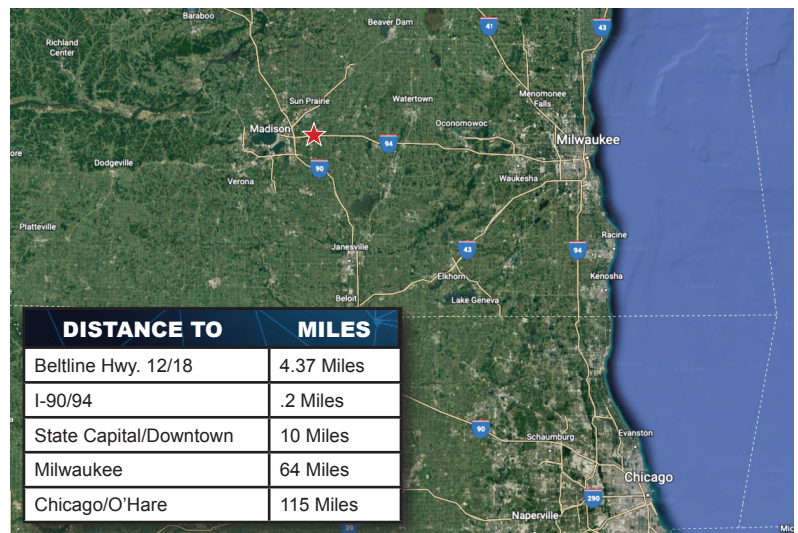 Baraboo
Beaver Dam
41
43
Richland
Center
Sun Prairie
Watertown
Menomonee
Falls
Madison
Oconomowoc
94
Milwaukee
ore
Dodgeville
90
Verona
Waukesha
Platteville
Janesville
43
94
Racine
Elkhorn
Kenosha
Beloit
Lake Geneva
DISTANCE TO MILES
Beltline Hwy. 12/18 4.37 Miles
I-90/94 .2 Miles
State Capital/Downtown 10 Miles
Milwaukee 64 Miles
Chicago/O'Hare 115 Miles
90
Schaumburg
Evanston
Chicago
290
Naperville
39
Mic